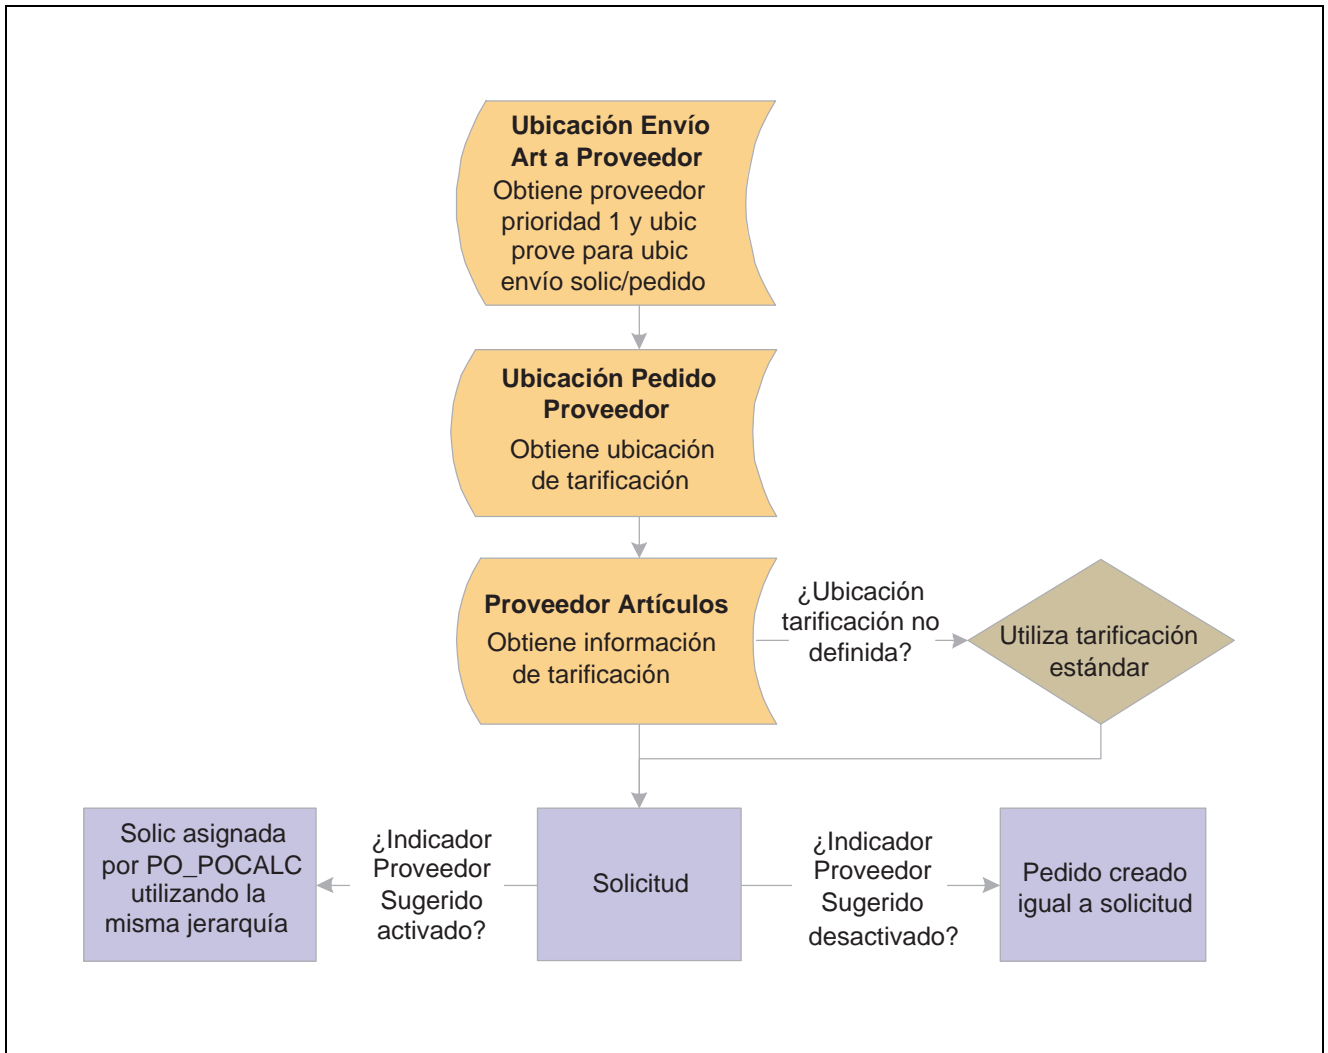 Ubicación Envío
Art a Proveedor
Obtiene proveedor
prioridad 1 y ubic
prove para ubic
envío solic/pedido
Ubicación Pedido
Proveedor
Obtiene ubicación
de tarificación
Proveedor Artículos
Obtiene información
de tarificación
¿Ubicación
tarificación no
definida?
Utiliza tarificación
estándar
Solic asignada
por PO_POCALC
utilizando la
misma jerarquía
¿Indicador
Proveedor
Sugerido
activado?
Solicitud
¿Indicador
Proveedor
Sugerido
desactivado?
Pedido creado
igual a solicitud